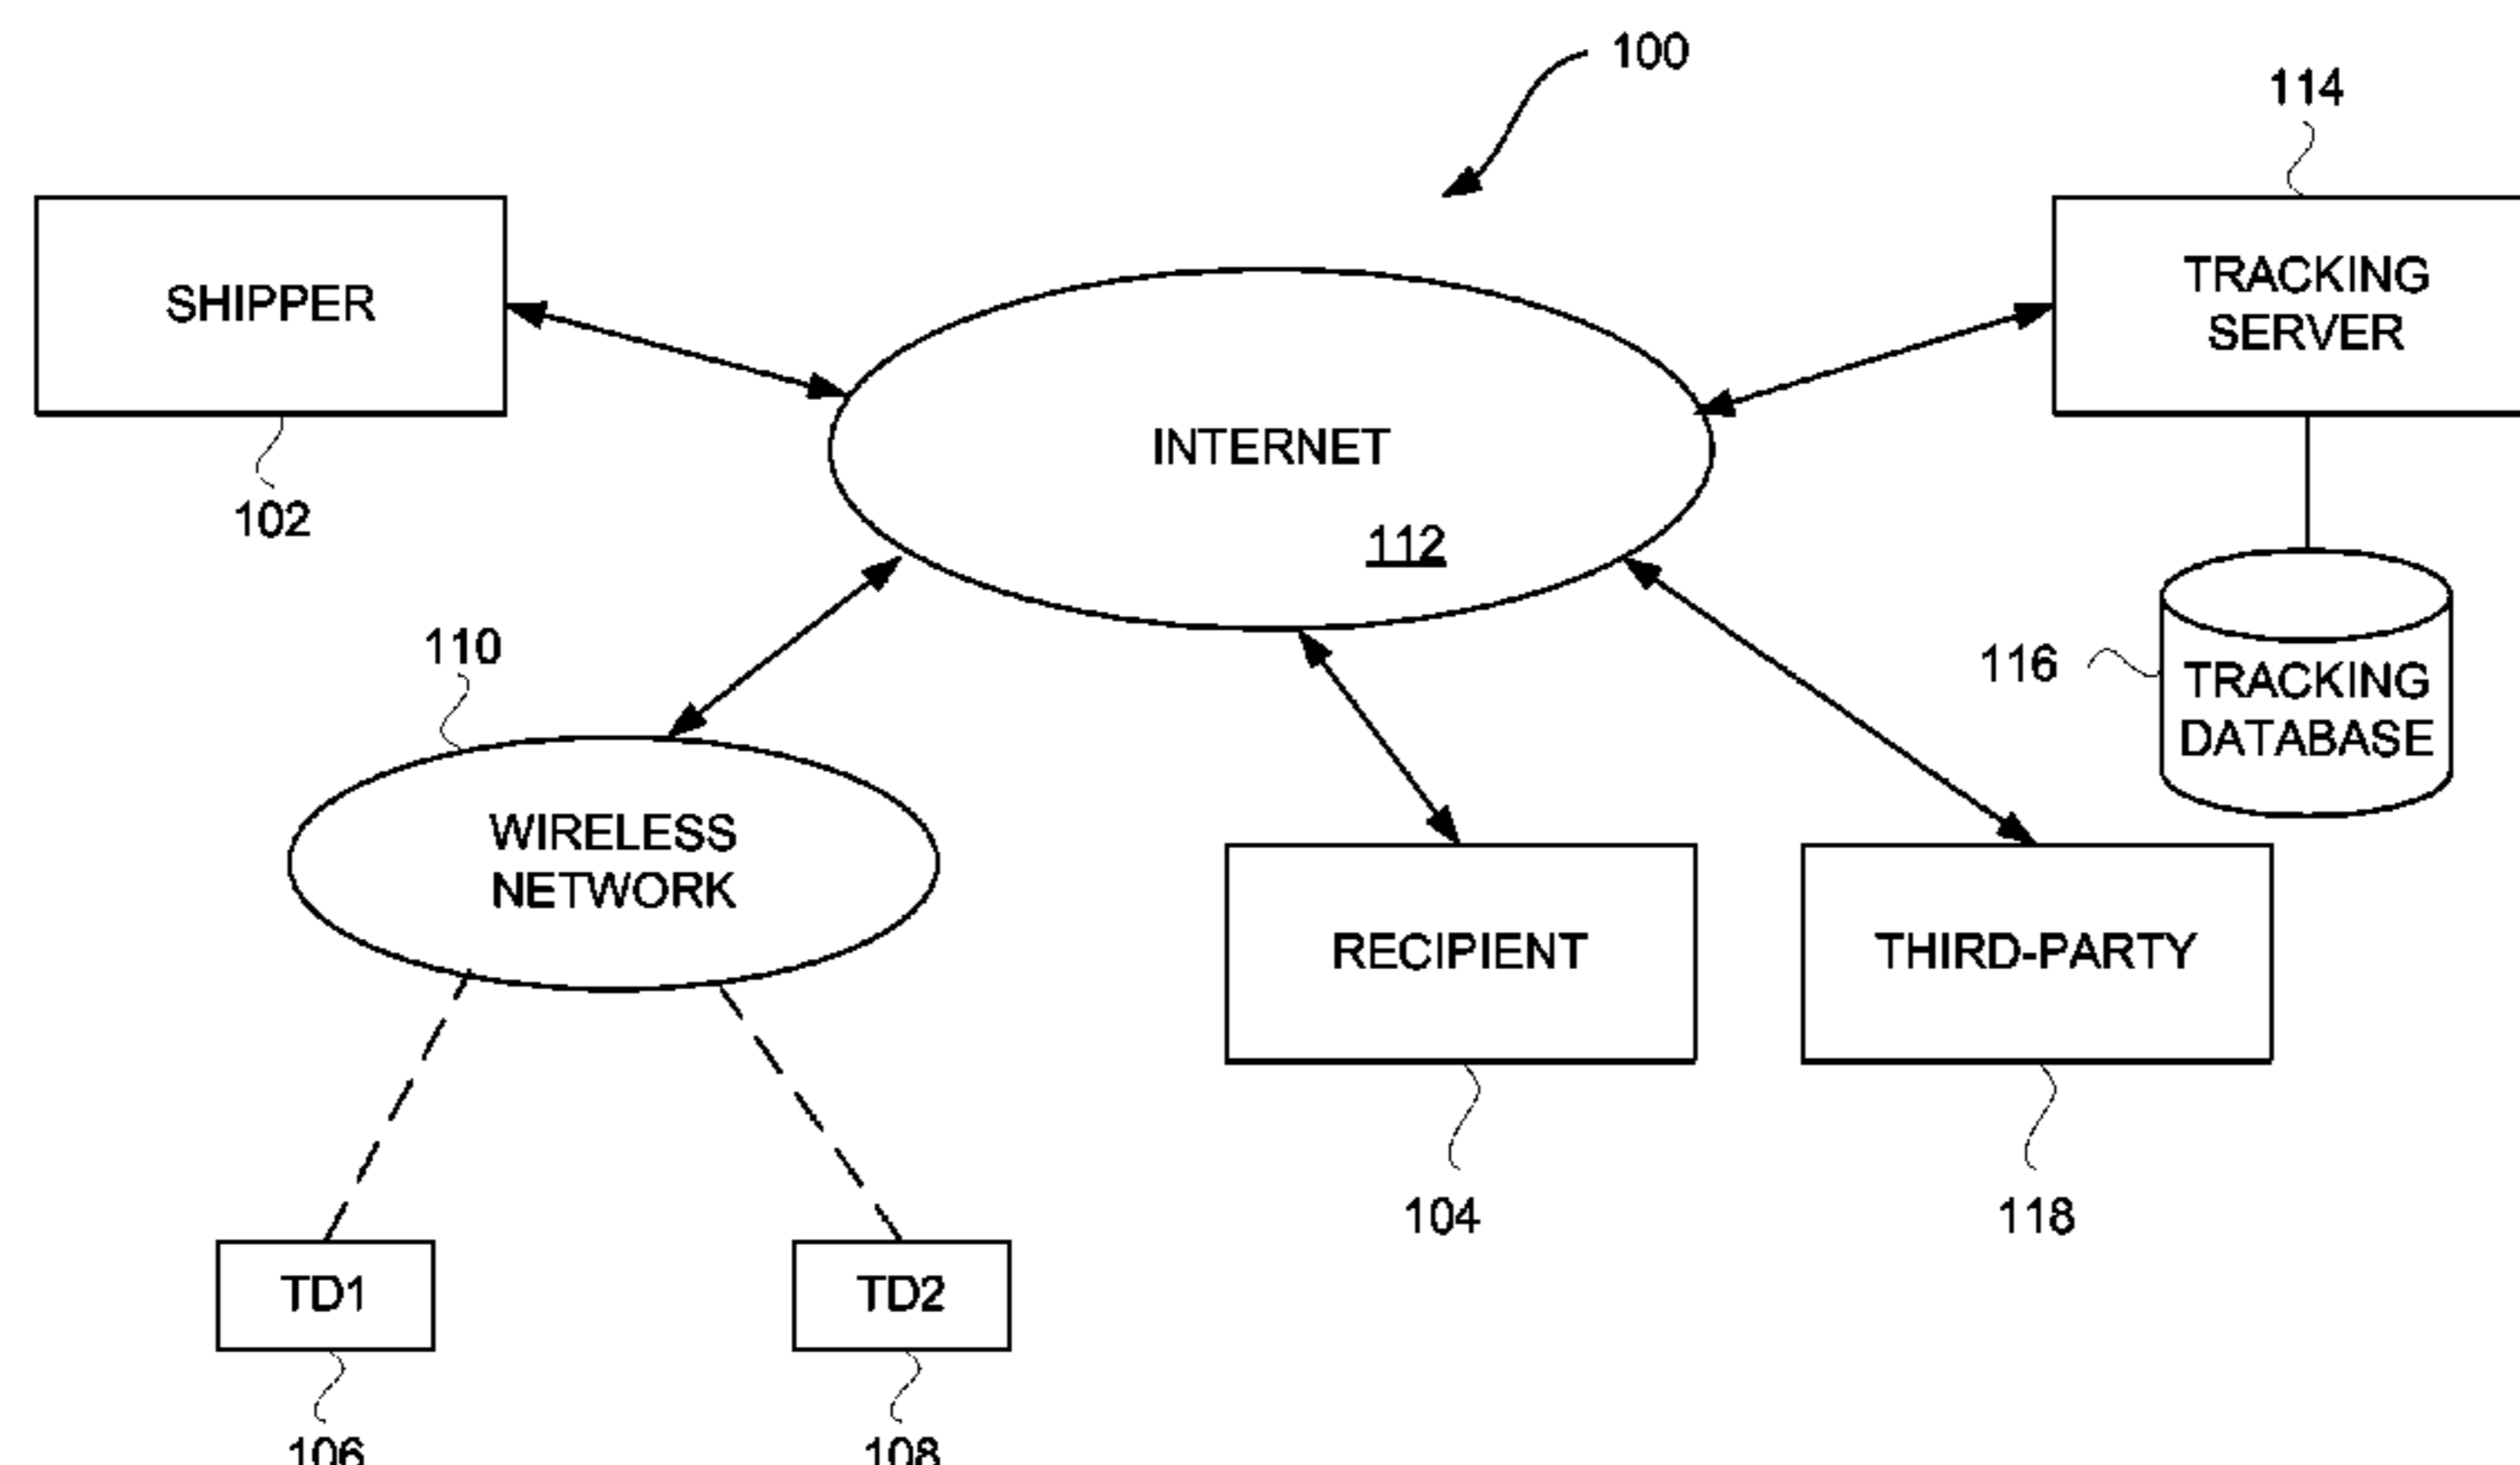 100
114
SHIPPER
TRACKING
SERVER
INTERNET
102
112
110
116
TRACKING
DATABASE
WIRELESS
NETWORK
RECIPIENT
THIRD-PARTY
104
118
TD1
TD2
106
108